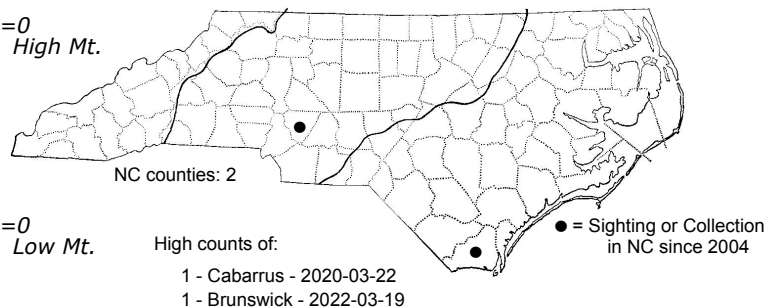 =0
High Mt.
NC counties: 2
=0
Low Mt.
High counts of:
1 - Cabarrus - 2020-03-22
1 - Brunswick - 2022-03-19
● = Sighting or Collection
in NC since 2004